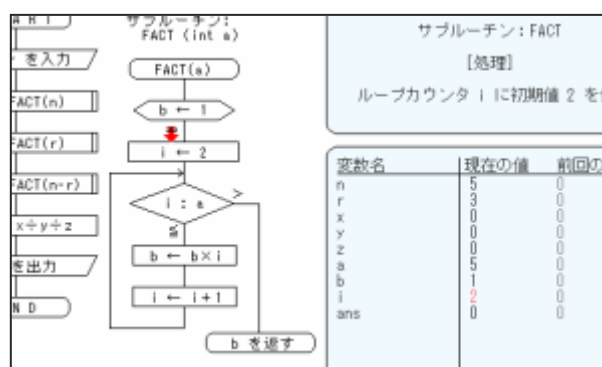 ART
を入力
FACT(n)
FACT(r)
FACT(n-r)
x÷y÷z
を出力
ND
サブルーチン:
FACT (int a)
FACT(a)
b ← 1
i ← 2
i : a
>
≦
b ← b×i
i ← i+1
b を返す
サブルーチン:FACT
[処理]
ループカウンタ i に初期値 2 を
変数名 現在の値 前回の
n 5 0
r 3 0
x 0 0
y 0 0
z 0 0
a 5 0
b 1 0
i 2 0
ans 0 0